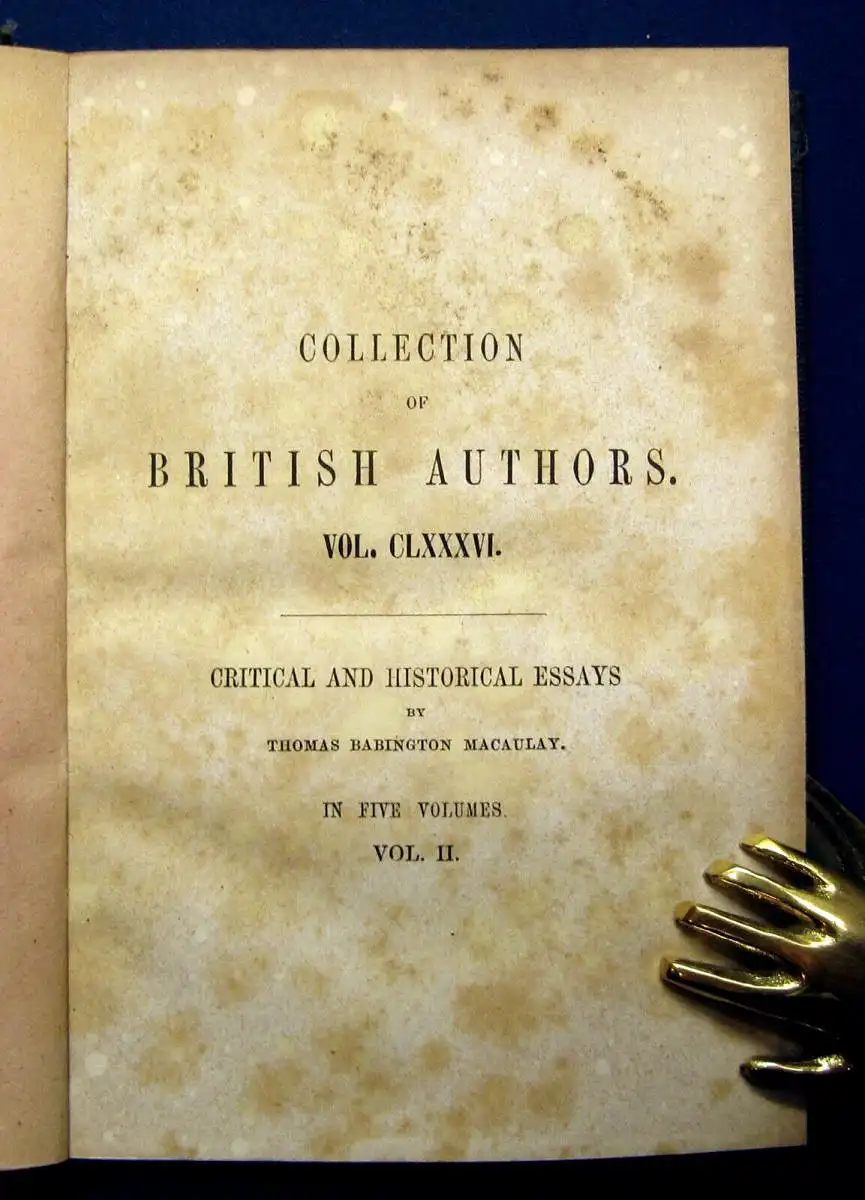 COLLECTION
OF
BRITISH AUTHORS.
VOL. CLXXXVI.
CRITICAL AND HISTORICAL ESSAYS
BY
THOMAS BABINGTON MACAULAY.
IN FIVE VOLUMES.
VOL. II.